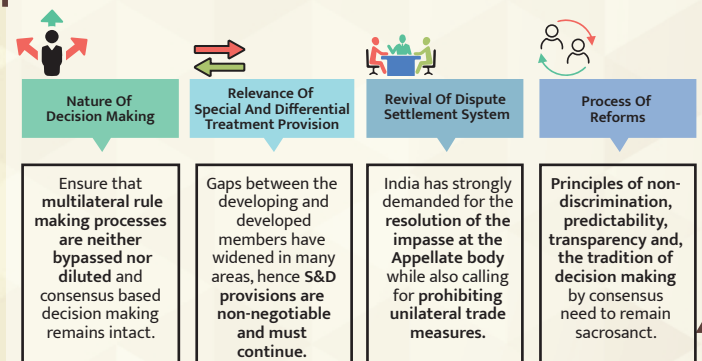 Nature Of
Decision Making
Ensure that
multilateral rule
making processes
are neither
bypassed nor
diluted and
consensus based
decision making
remains intact.
Relevance Of
Special And Differential
Treatment Provision
Gaps between the
developing and
developed
members have
widened in many
areas, hence S&D
provisions are
non-negotiable
and must
continue.
Revival Of Dispute
Settlement System
India has strongly
demanded for the
resolution of the
impasse at the
Appellate body
while also calling
for prohibiting
unilateral trade
measures.
Process Of
Reforms
Principles of non-
discrimination,
predictability,
transparency and,
the tradition of
decision making
by consensus
need to remain
sacrosanct.